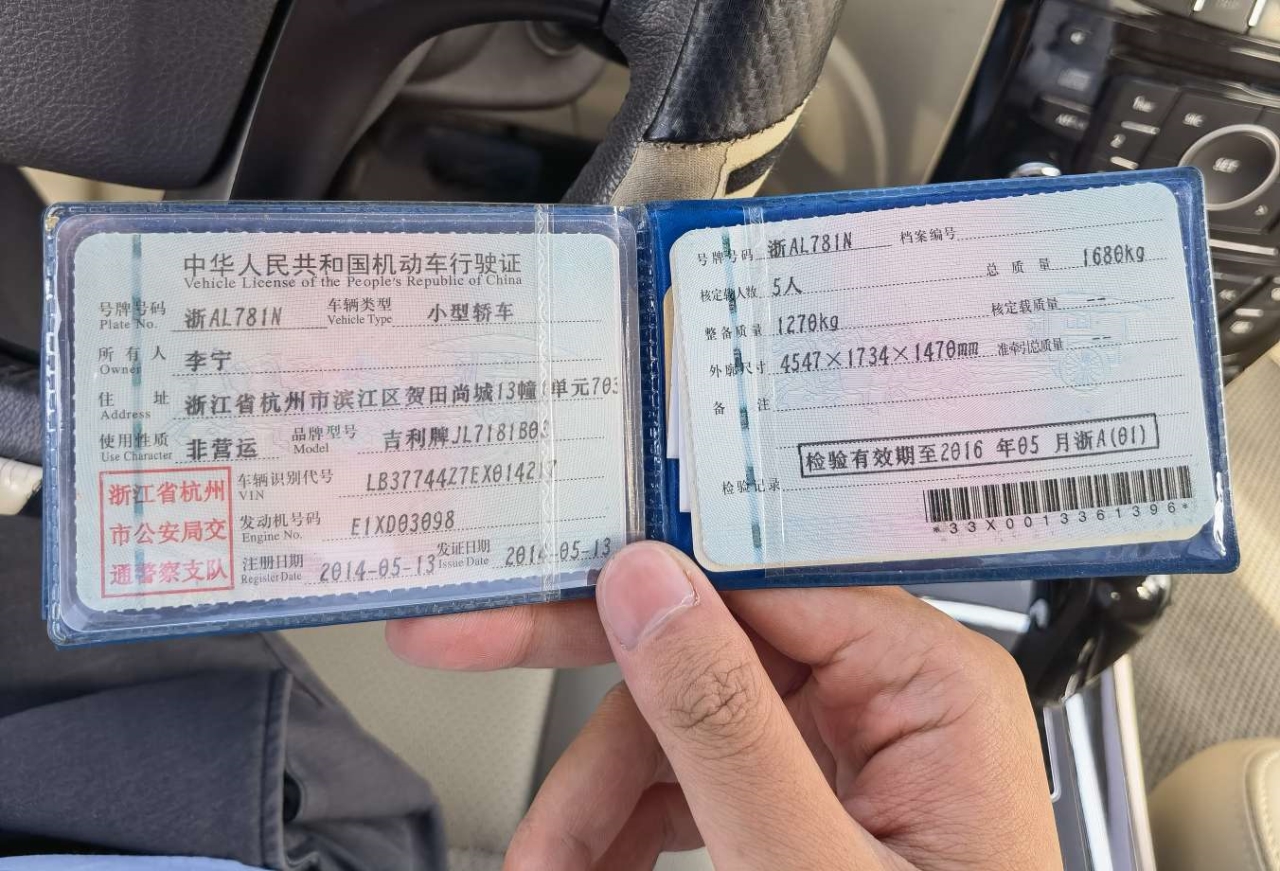 中华人民共和国机动车行驶证
Vehicle License of the People's Republic of China
号牌号码 浙AL781N 车辆类型 小型轿车
Plate No. Vehicle Type
所有人 李宁
Owner
住址 浙江省杭州市滨江区贺田尚城13幢 单元703
Address
使用性质 非营运 品牌型号 吉利牌JL7181B03
Use Character Model
浙江省杭州
市公安局交
通警察支队
车辆识别代号 LB37744Z7EX014217
VIN
发动机号码 E1XD03098
Engine No.
注册日期 2014-05-13 发证日期 2014-05-13
Register Date Issue Date
号牌号码 浙AL781N 档案编号
核定载人数 5人 总质量 1680kg
整备质量 1270kg 核定载质量 --
外廓尺寸 4547×1734×1470mm 准牵引总质量 --
备注
检验有效期至2016 年05 月浙A(01)
检验记录
*33X0013361396*
SET